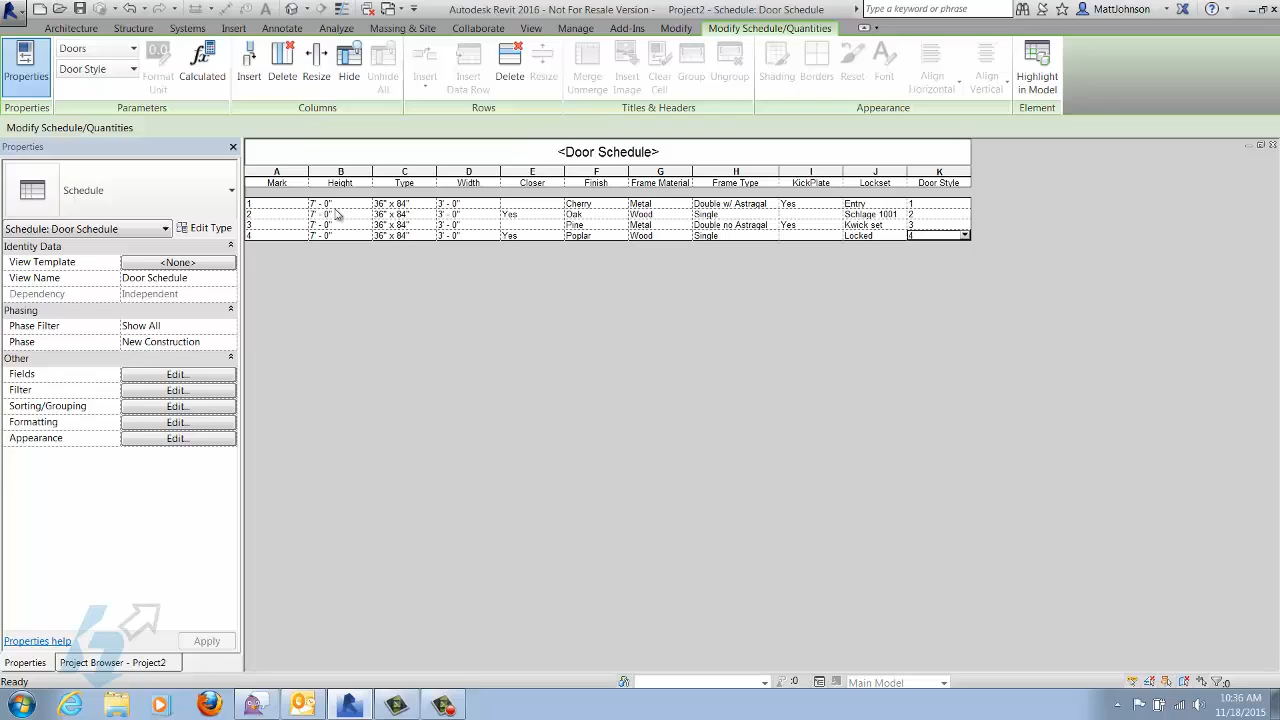 Autodesk Revit 2016 - Not For Resale Version - Project2 - Schedule: Door Schedule
Type a keyword or phrase
MattJohnson
Architecture Structure Systems Insert Annotate Analyze Massing & Site Collaborate View Manage Add-Ins Modify Modify Schedule/Quantities
Doors
Door Style
Properties
Format Unit
Calculated
Insert
Delete
Resize
Hide
Unhide All
Insert
Insert Data Row
Delete
Resize
Merge Unmerge
Insert Image
Clear Cell
Group
Ungroup
Shading
Borders
Reset
Font
Align Horizontal
Align Vertical
Highlight in Model
Properties Parameters Columns Rows Titles & Headers Appearance Element
Modify Schedule/Quantities
Properties
Schedule
Schedule: Door Schedule Edit Type
Identity Data
View Template <None>
View Name Door Schedule
Dependency Independent
Phasing
Phase Filter Show All
Phase New Construction
Other
Fields Edit...
Filter Edit...
Sorting/Grouping Edit...
Formatting Edit...
Appearance Edit...
Properties help Apply
Properties Project Browser - Project2
<Door Schedule>
A B C D E F G H I J K
Mark Height Type Width Closer Finish Frame Material Frame Type KickPlate Lockset Door Style
1 7' - 0" 36" x 84" 3' - 0" Cherry Metal Double w/ Astragal Yes Entry 1
2 7' - 0" 36" x 84" 3' - 0" Yes Oak Wood Single Schlage 1001 2
3 7' - 0" 36" x 84" 3' - 0" Pine Metal Double no Astragal Yes Kwick set 3
4 7' - 0" 36" x 84" 3' - 0" Yes Poplar Wood Single Locked 4
Ready
:0
Main Model
:0
10:36 AM
11/18/2015